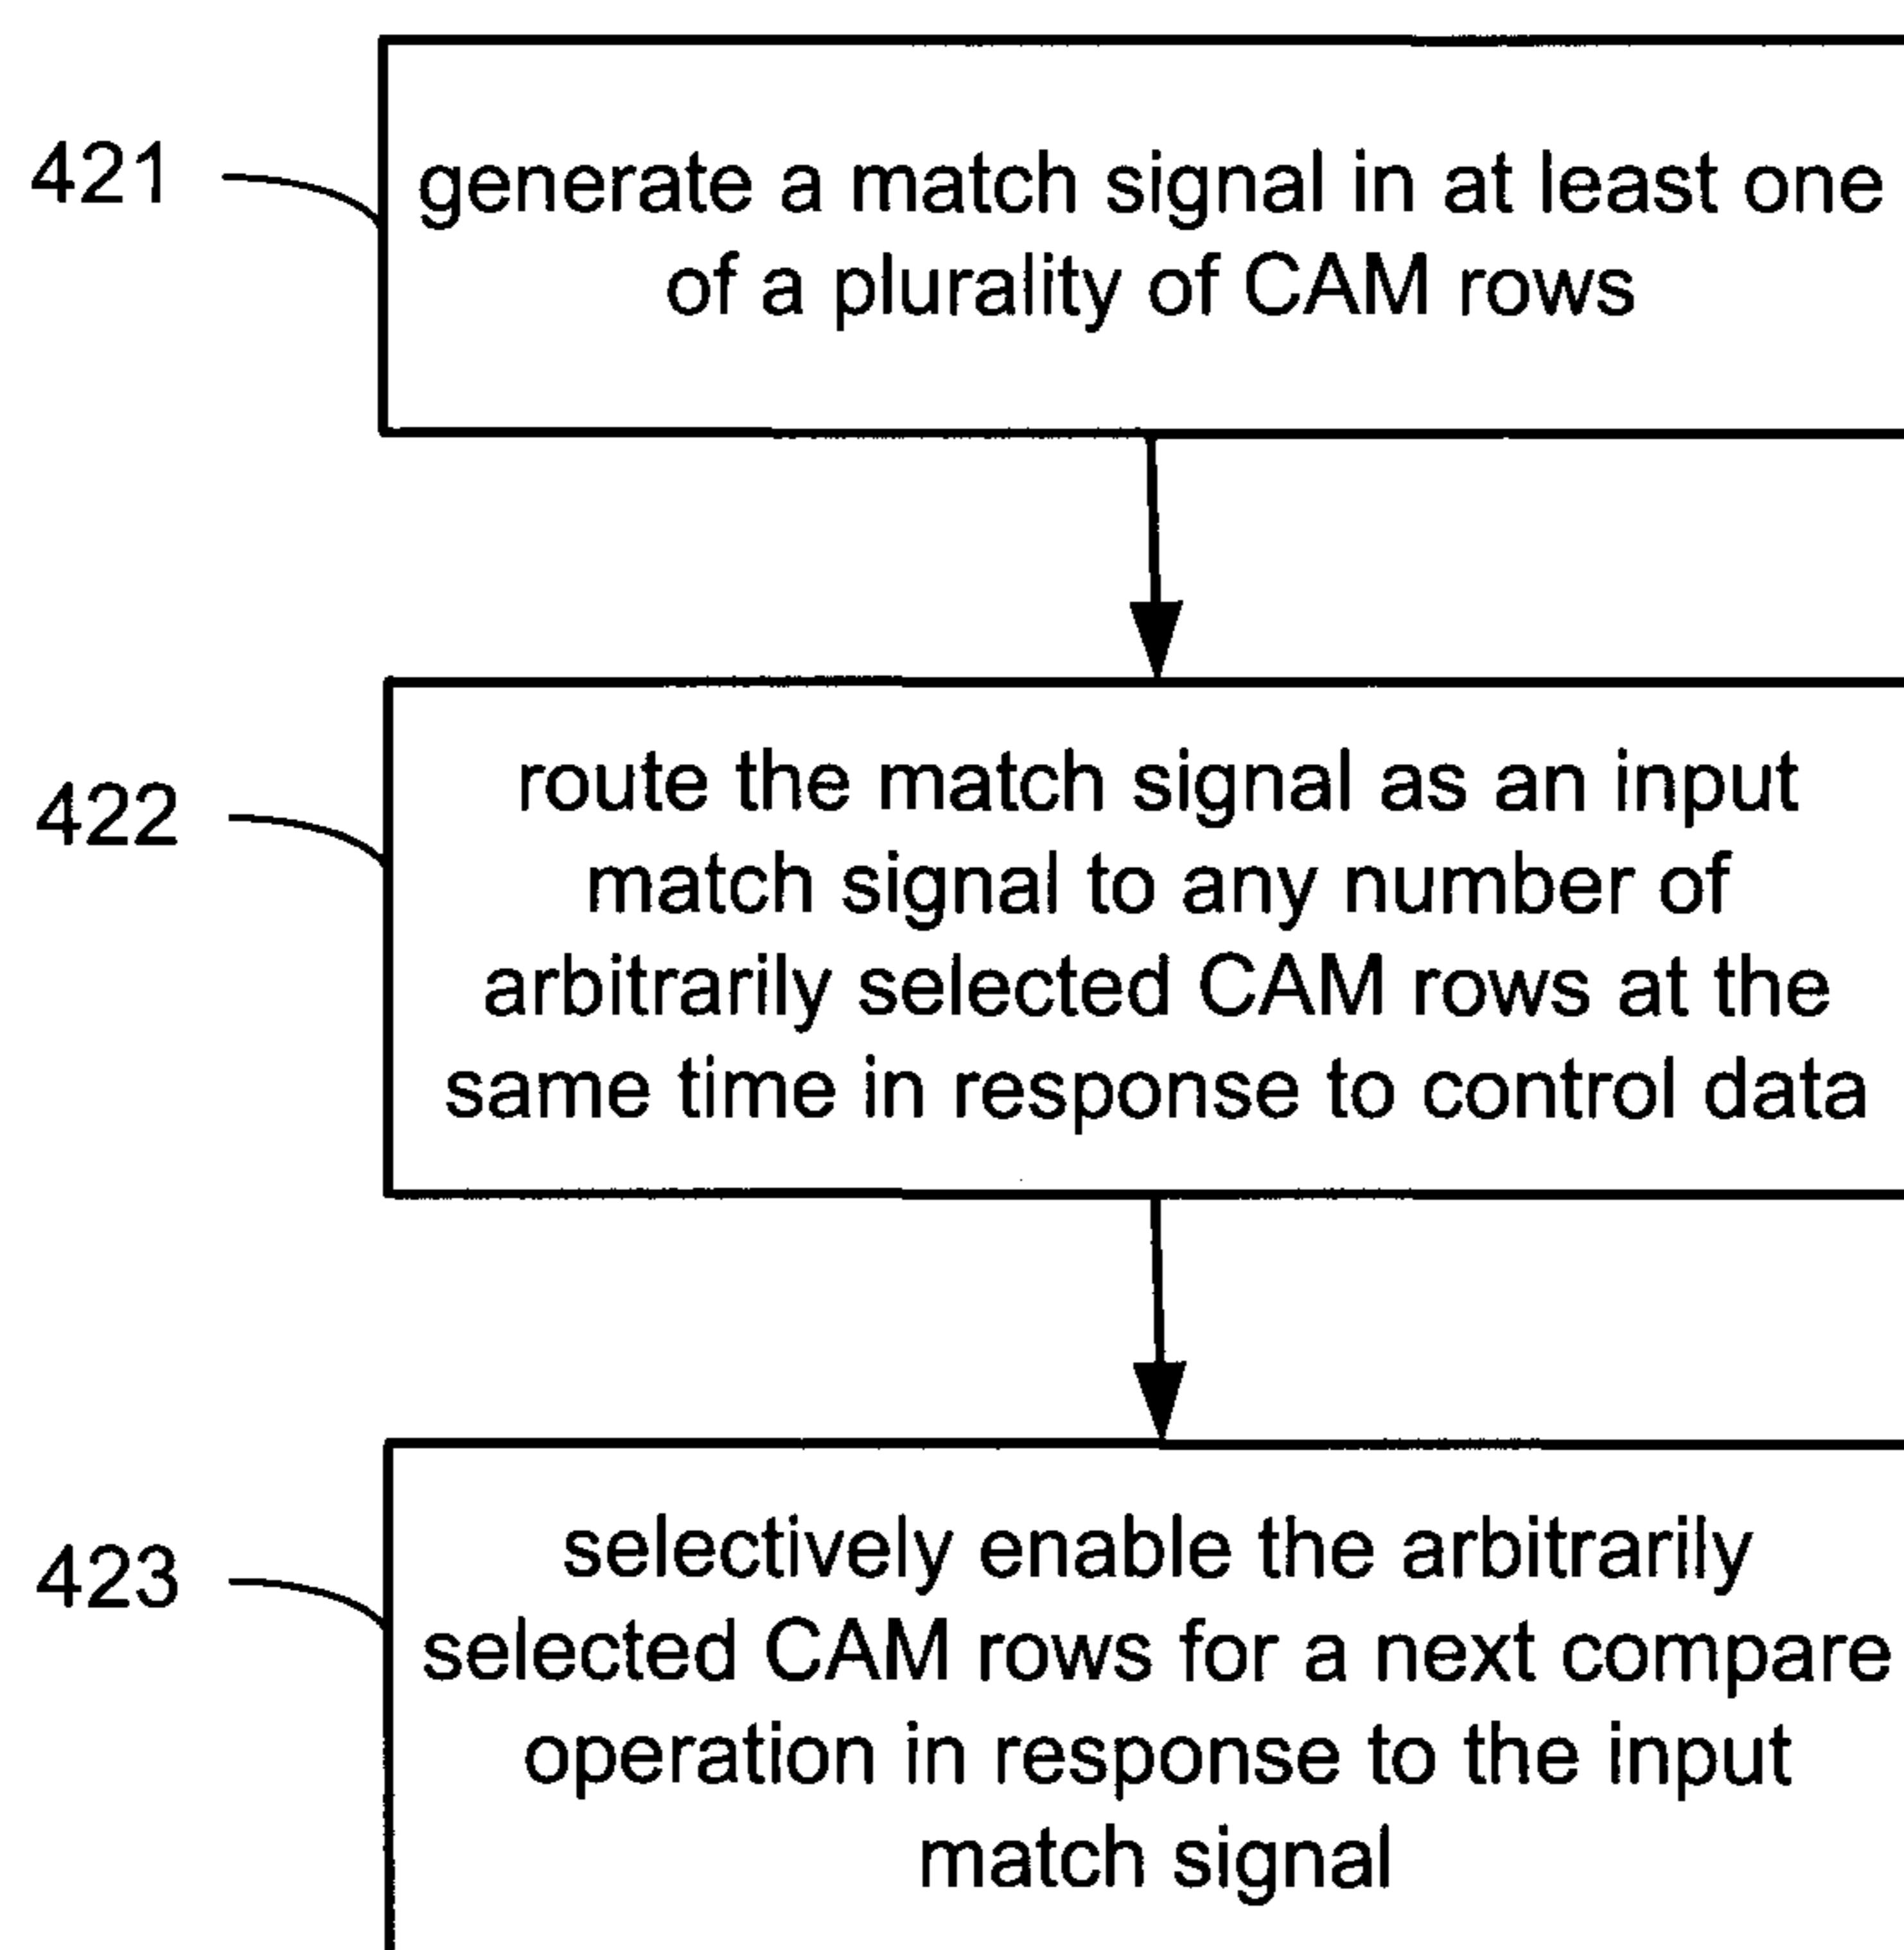 421
generate a match signal in at least one
of a plurality of CAM rows
422
route the match signal as an input
match signal to any number of
arbitrarily selected CAM rows at the
same time in response to control data
423
selectively enable the arbitrarily
selected CAM rows for a next compare
operation in response to the input
match signal